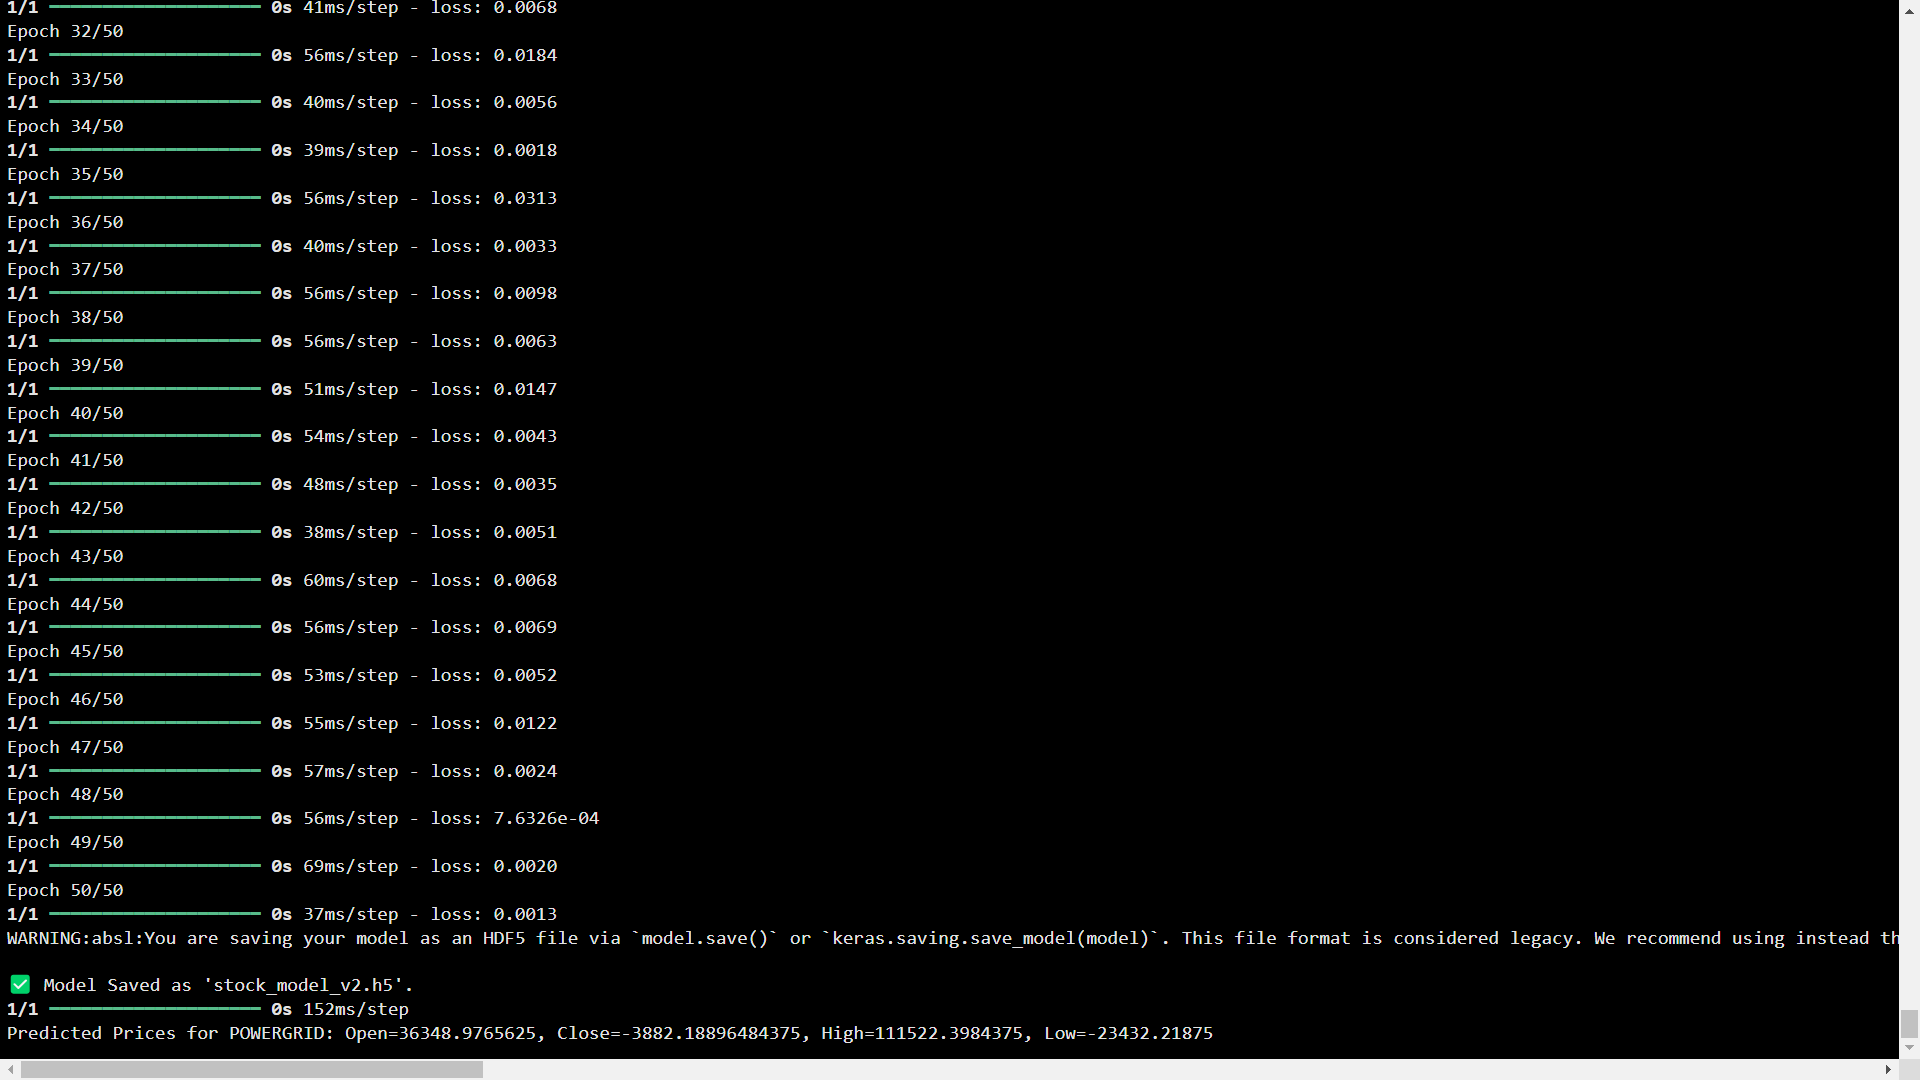 1/1 ━━━━━━━━━━━━━━━━━━━━ 0s 41ms/step - loss: 0.0068
Epoch 32/50
1/1 ━━━━━━━━━━━━━━━━━━━━ 0s 56ms/step - loss: 0.0184
Epoch 33/50
1/1 ━━━━━━━━━━━━━━━━━━━━ 0s 40ms/step - loss: 0.0056
Epoch 34/50
1/1 ━━━━━━━━━━━━━━━━━━━━ 0s 39ms/step - loss: 0.0018
Epoch 35/50
1/1 ━━━━━━━━━━━━━━━━━━━━ 0s 56ms/step - loss: 0.0313
Epoch 36/50
1/1 ━━━━━━━━━━━━━━━━━━━━ 0s 40ms/step - loss: 0.0033
Epoch 37/50
1/1 ━━━━━━━━━━━━━━━━━━━━ 0s 56ms/step - loss: 0.0098
Epoch 38/50
1/1 ━━━━━━━━━━━━━━━━━━━━ 0s 56ms/step - loss: 0.0063
Epoch 39/50
1/1 ━━━━━━━━━━━━━━━━━━━━ 0s 51ms/step - loss: 0.0147
Epoch 40/50
1/1 ━━━━━━━━━━━━━━━━━━━━ 0s 54ms/step - loss: 0.0043
Epoch 41/50
1/1 ━━━━━━━━━━━━━━━━━━━━ 0s 48ms/step - loss: 0.0035
Epoch 42/50
1/1 ━━━━━━━━━━━━━━━━━━━━ 0s 38ms/step - loss: 0.0051
Epoch 43/50
1/1 ━━━━━━━━━━━━━━━━━━━━ 0s 60ms/step - loss: 0.0068
Epoch 44/50
1/1 ━━━━━━━━━━━━━━━━━━━━ 0s 56ms/step - loss: 0.0069
Epoch 45/50
1/1 ━━━━━━━━━━━━━━━━━━━━ 0s 53ms/step - loss: 0.0052
Epoch 46/50
1/1 ━━━━━━━━━━━━━━━━━━━━ 0s 55ms/step - loss: 0.0122
Epoch 47/50
1/1 ━━━━━━━━━━━━━━━━━━━━ 0s 57ms/step - loss: 0.0024
Epoch 48/50
1/1 ━━━━━━━━━━━━━━━━━━━━ 0s 56ms/step - loss: 7.6326e-04
Epoch 49/50
1/1 ━━━━━━━━━━━━━━━━━━━━ 0s 69ms/step - loss: 0.0020
Epoch 50/50
1/1 ━━━━━━━━━━━━━━━━━━━━ 0s 37ms/step - loss: 0.0013
WARNING:absl:You are saving your model as an HDF5 file via `model.save()` or `keras.saving.save_model(model)`. This file format is considered legacy. We recommend using instead th
✅ Model Saved as 'stock_model_v2.h5'.
1/1 ━━━━━━━━━━━━━━━━━━━━ 0s 152ms/step
Predicted Prices for POWERGRID: Open=36348.9765625, Close=-3882.18896484375, High=111522.3984375, Low=-23432.21875